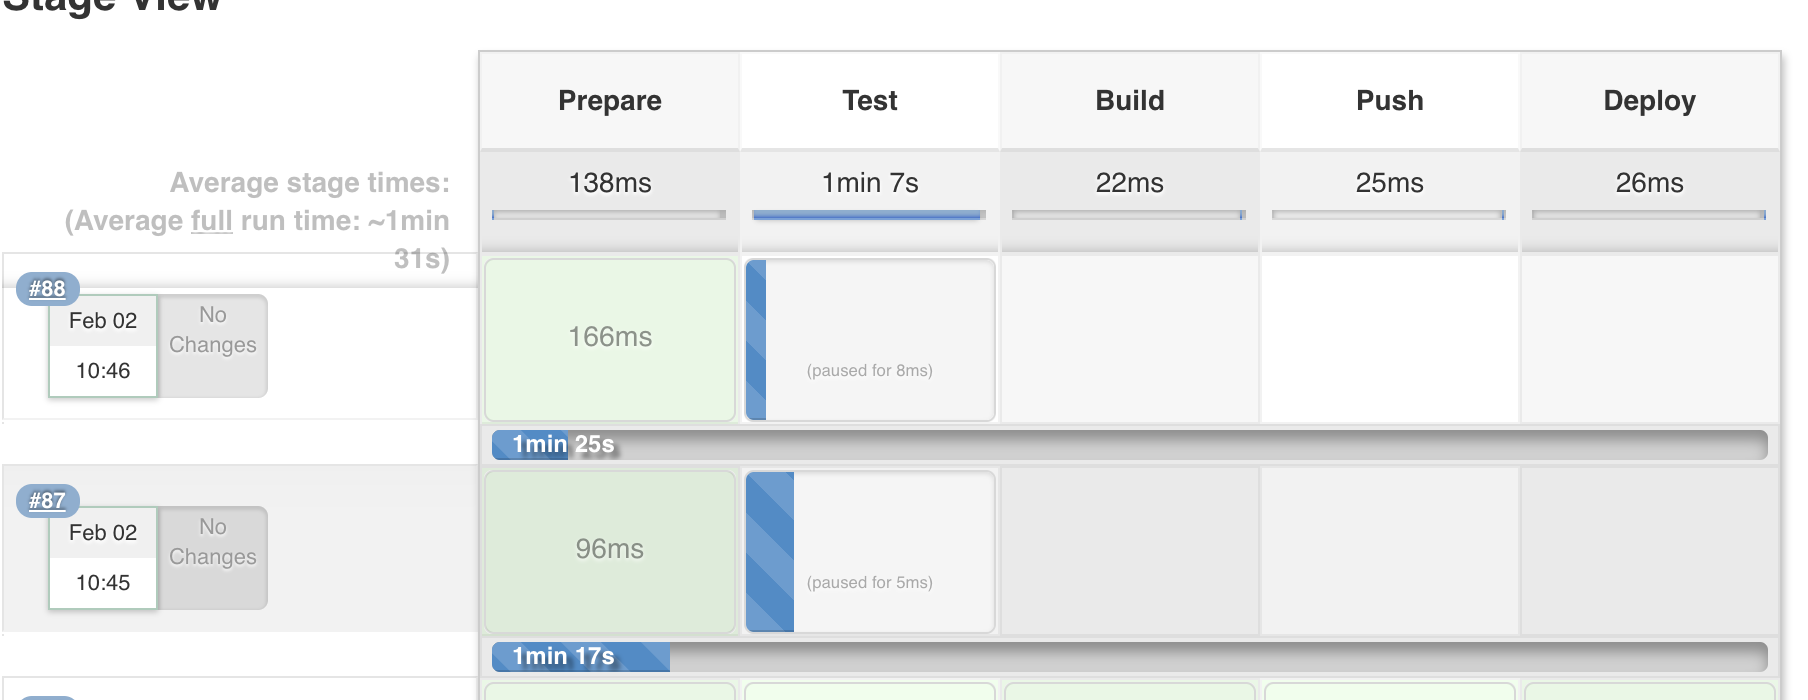 Stage View
Prepare
Test
Build
Push
Deploy
Average stage times:
(Average full run time: ~1min
31s)
138ms
1min 7s
22ms
25ms
26ms
#88
Feb 02
10:46
No
Changes
166ms
(paused for 8ms)
1min 25s
#87
Feb 02
10:45
No
Changes
96ms
(paused for 5ms)
1min 17s